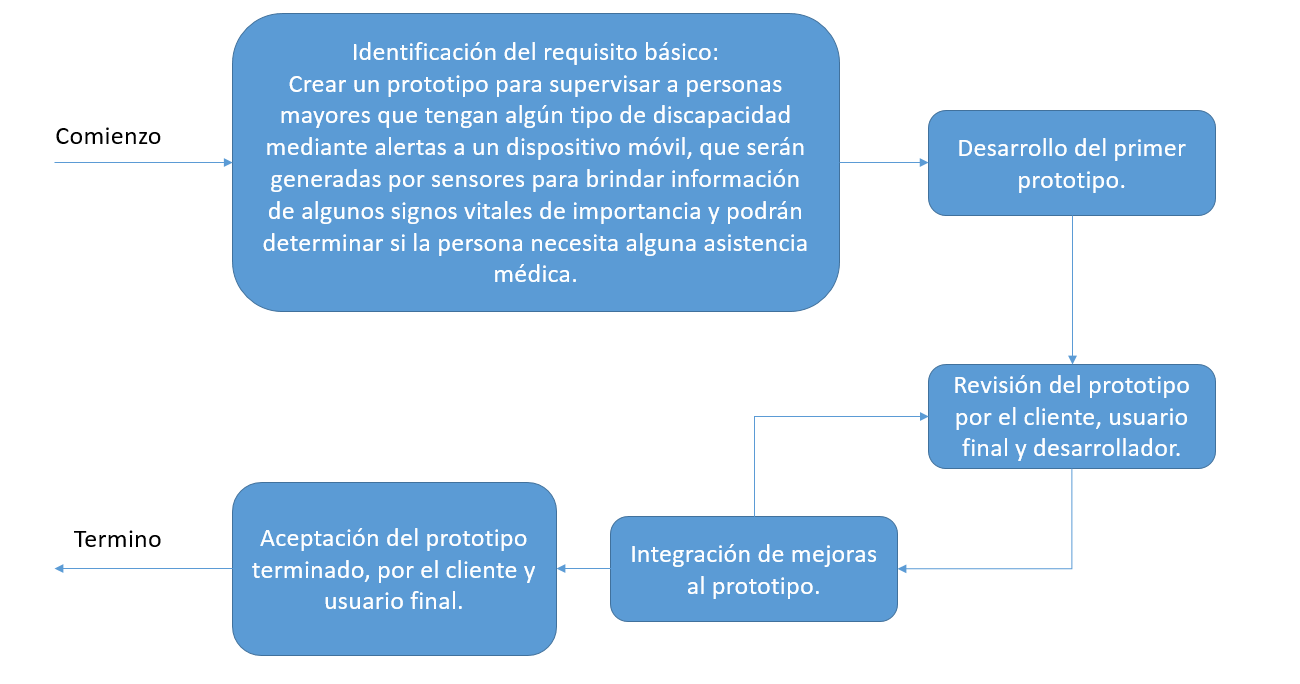 Comienzo
Identificación del requisito básico:
Crear un prototipo para supervisar a personas
mayores que tengan algún tipo de discapacidad
mediante alertas a un dispositivo móvil, que serán
generadas por sensores para brindar información
de algunos signos vitales de importancia y podrán
determinar si la persona necesita alguna asistencia
médica.
Desarrollo del primer
prototipo.
Revisión del prototipo
por el cliente, usuario
final y desarrollador.
Integración de mejoras
al prototipo.
Aceptación del prototipo
terminado, por el cliente y
usuario final.
Termino